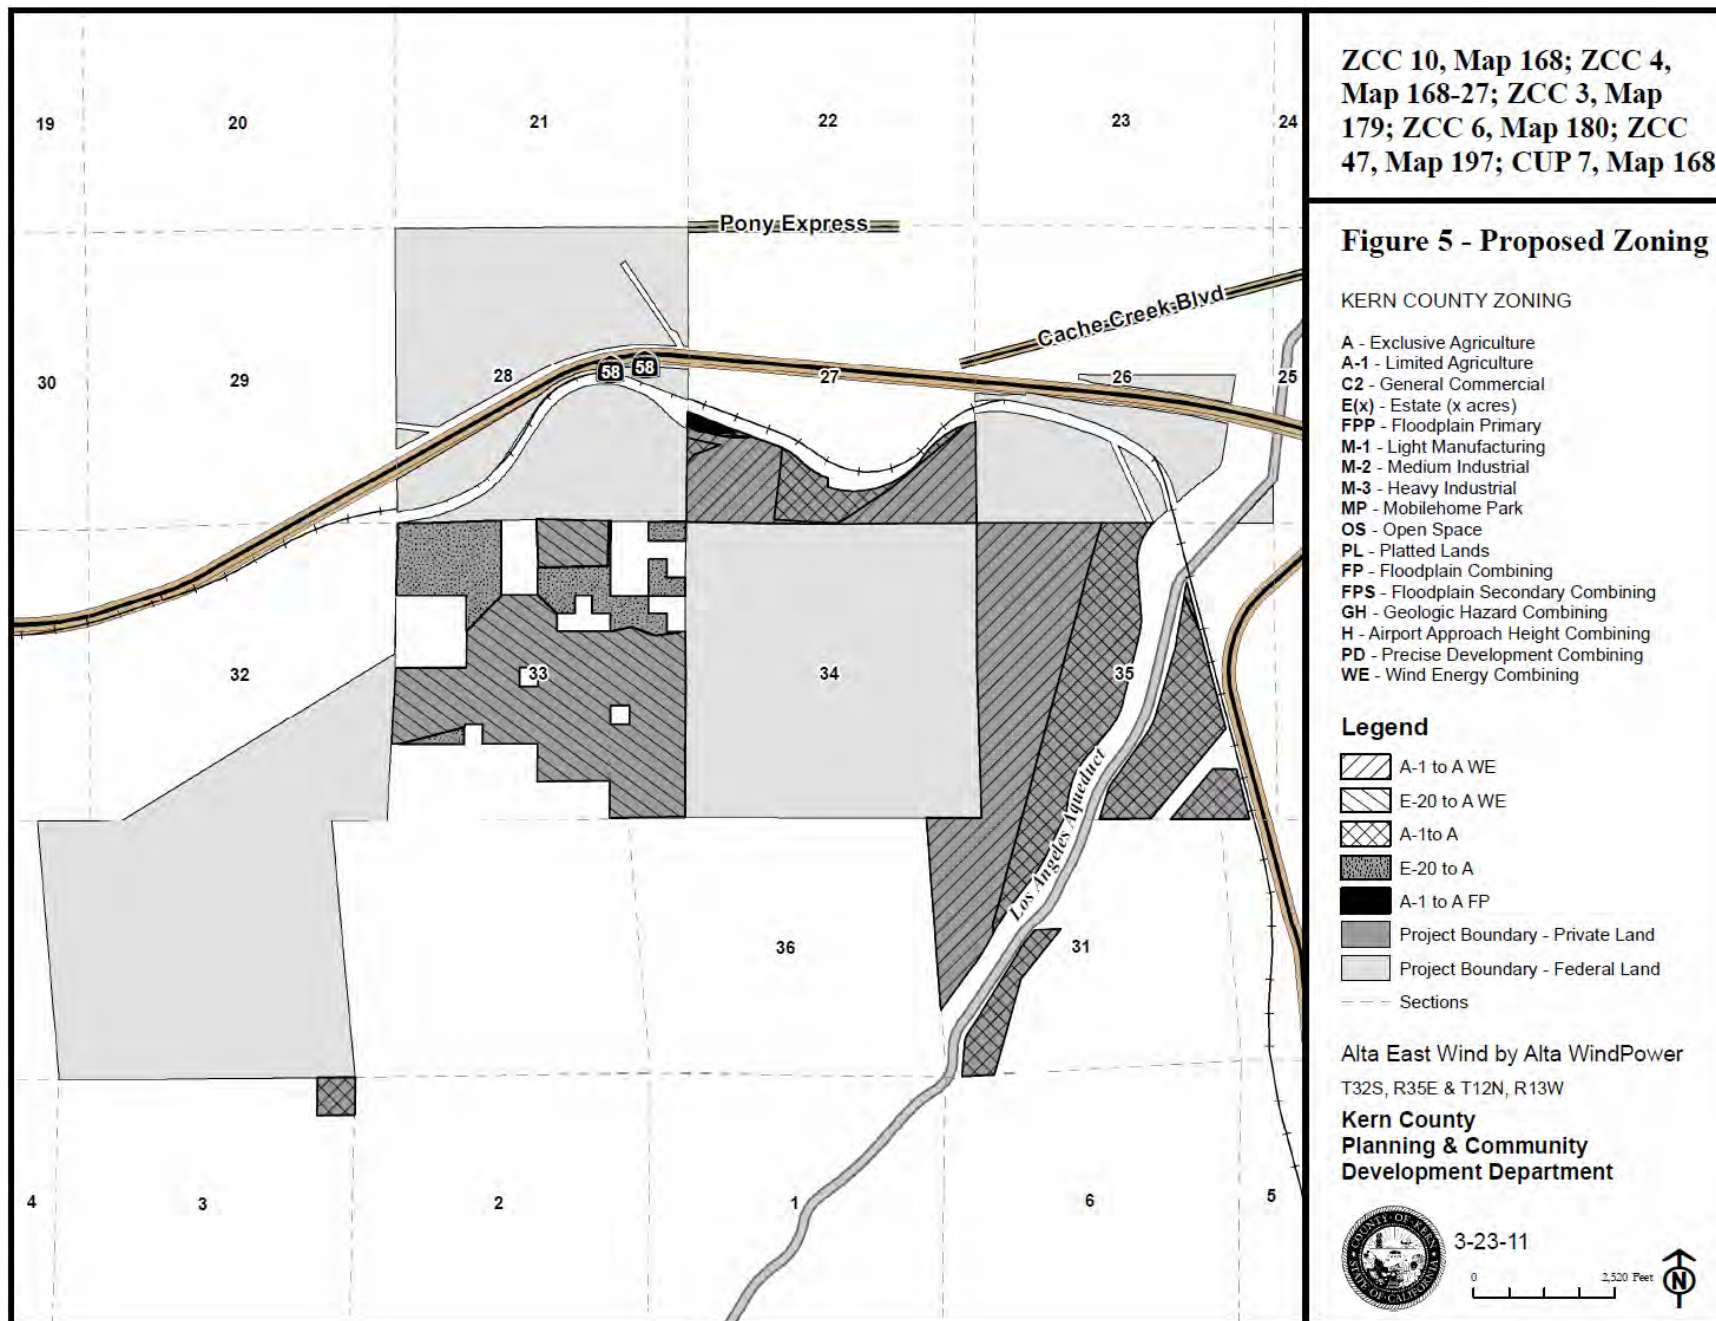 ZCC 10, Map 168; ZCC 4,
Map 168-27; ZCC 3, Map
179; ZCC 6, Map 180; ZCC
47, Map 197; CUP 7, Map 168
Figure 5 - Proposed Zoning
KERN COUNTY ZONING
A - Exclusive Agriculture
A-1 - Limited Agriculture
C2 - General Commercial
E(x) - Estate (x acres)
FPP - Floodplain Primary
M-1 - Light Manufacturing
M-2 - Medium Industrial
M-3 - Heavy Industrial
MP - Mobilehome Park
OS - Open Space
PL - Platted Lands
FP - Floodplain Combining
FPS - Floodplain Secondary Combining
GH - Geologic Hazard Combining
H - Airport Approach Height Combining
PD - Precise Development Combining
WE - Wind Energy Combining
Legend
A-1 to A WE
E-20 to A WE
A-1to A
E-20 to A
A-1 to A FP
Project Boundary - Private Land
Project Boundary - Federal Land
Sections
Alta East Wind by Alta WindPower
T32S, R35E & T12N, R13W
Kern County
Planning & Community
Development Department
COUNTY OF KERN
STATE OF CALIFORNIA
3-23-11
0 2,520 Feet
N
19 20 21 22 23 24
Pony Express
Cache Creek Blvd
30 29 28 58 58 27 26 25
32 33 34 35
Los Angeles Aqueduct
36 31
4 3 2 1 6 5